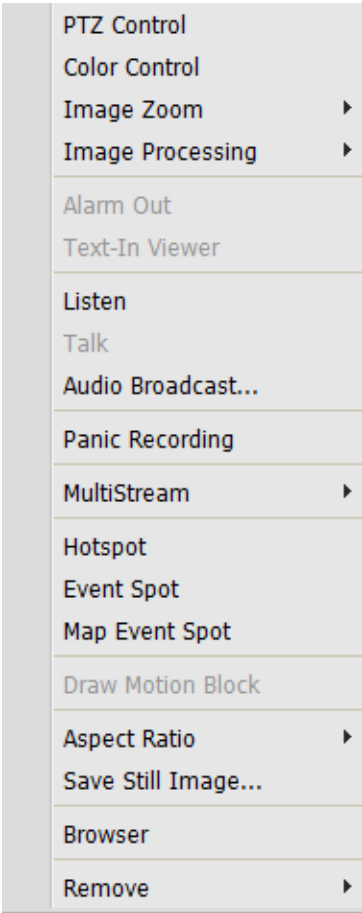 PTZ Control
Color Control
Image Zoom
Image Processing
Alarm Out
Text-In Viewer
Listen
Talk
Audio Broadcast...
Panic Recording
MultiStream
Hotspot
Event Spot
Map Event Spot
Draw Motion Block
Aspect Ratio
Save Still Image...
Browser
Remove